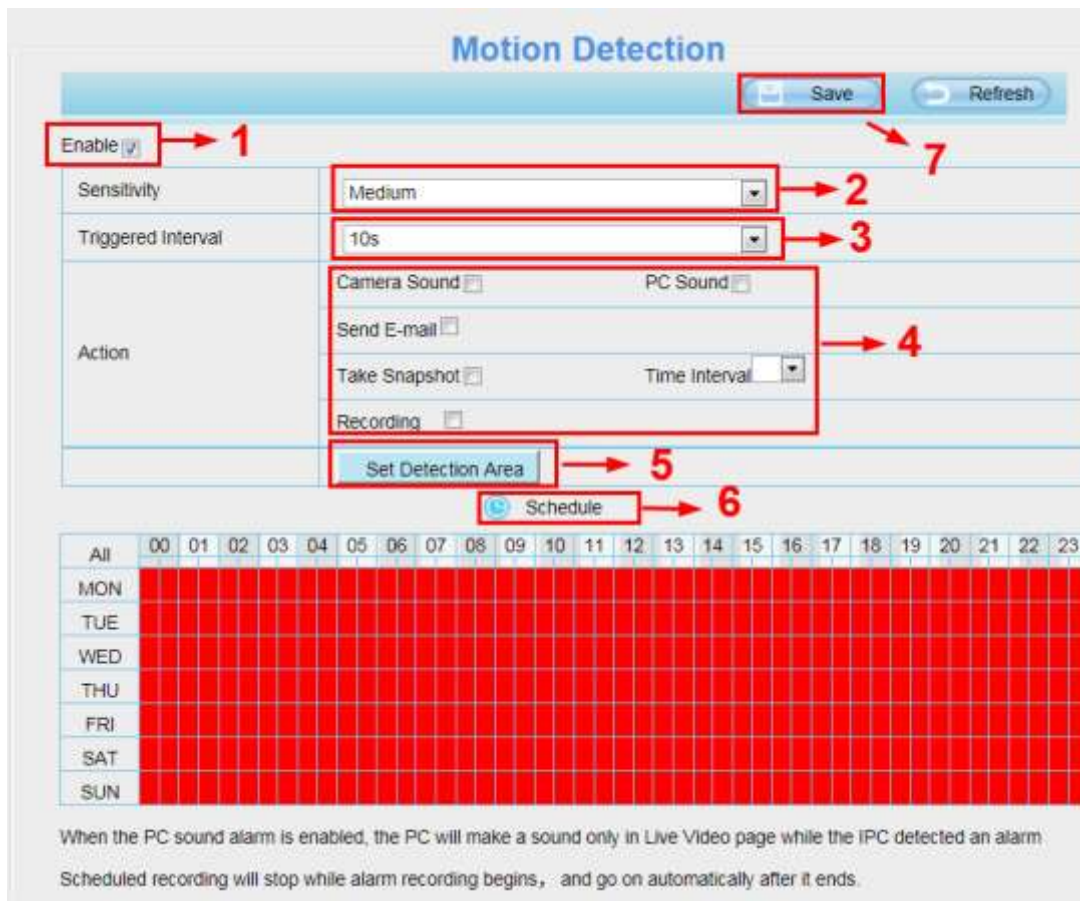 Motion Detection
Save Refresh
7
Enable 1
Sensitivity Medium 2
Triggered Interval 10s 3
Camera Sound PC Sound
Send E-mail
Action 4
Take Snapshot Time Interval
Recording
Set Detection Area 5
Schedule 6
All 00 01 02 03 04 05 06 07 08 09 10 11 12 13 14 15 16 17 18 19 20 21 22 23
MON
TUE
WED
THU
FRI
SAT
SUN
When the PC sound alarm is enabled, the PC will make a sound only in Live Video page while the IPC detected an alarm
Scheduled recording will stop while alarm recording begins， and go on automatically after it ends.